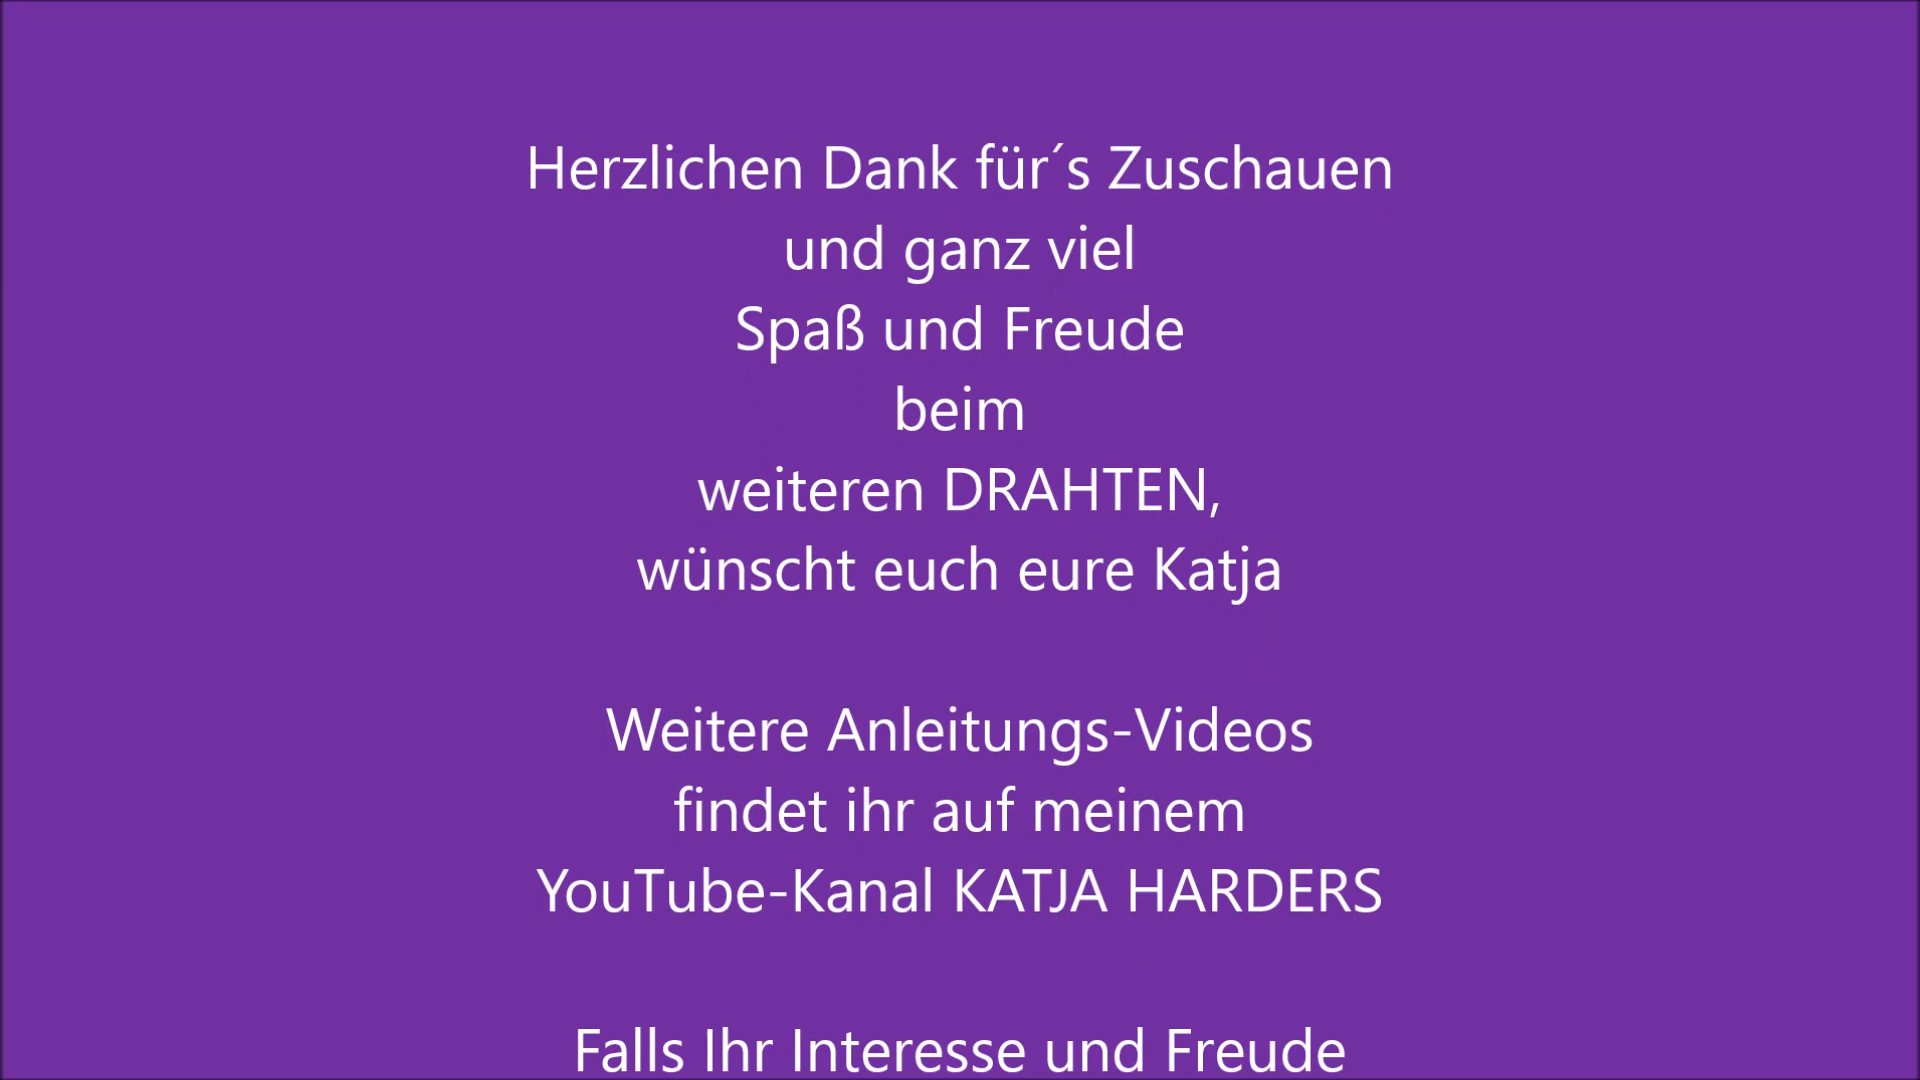 Herzlichen Dank für´s Zuschauen
und ganz viel
Spaß und Freude
beim
weiteren DRAHTEN,
wünscht euch eure Katja
Weitere Anleitungs-Videos
findet ihr auf meinem
YouTube-Kanal KATJA HARDERS
Falls Ihr Interesse und Freude